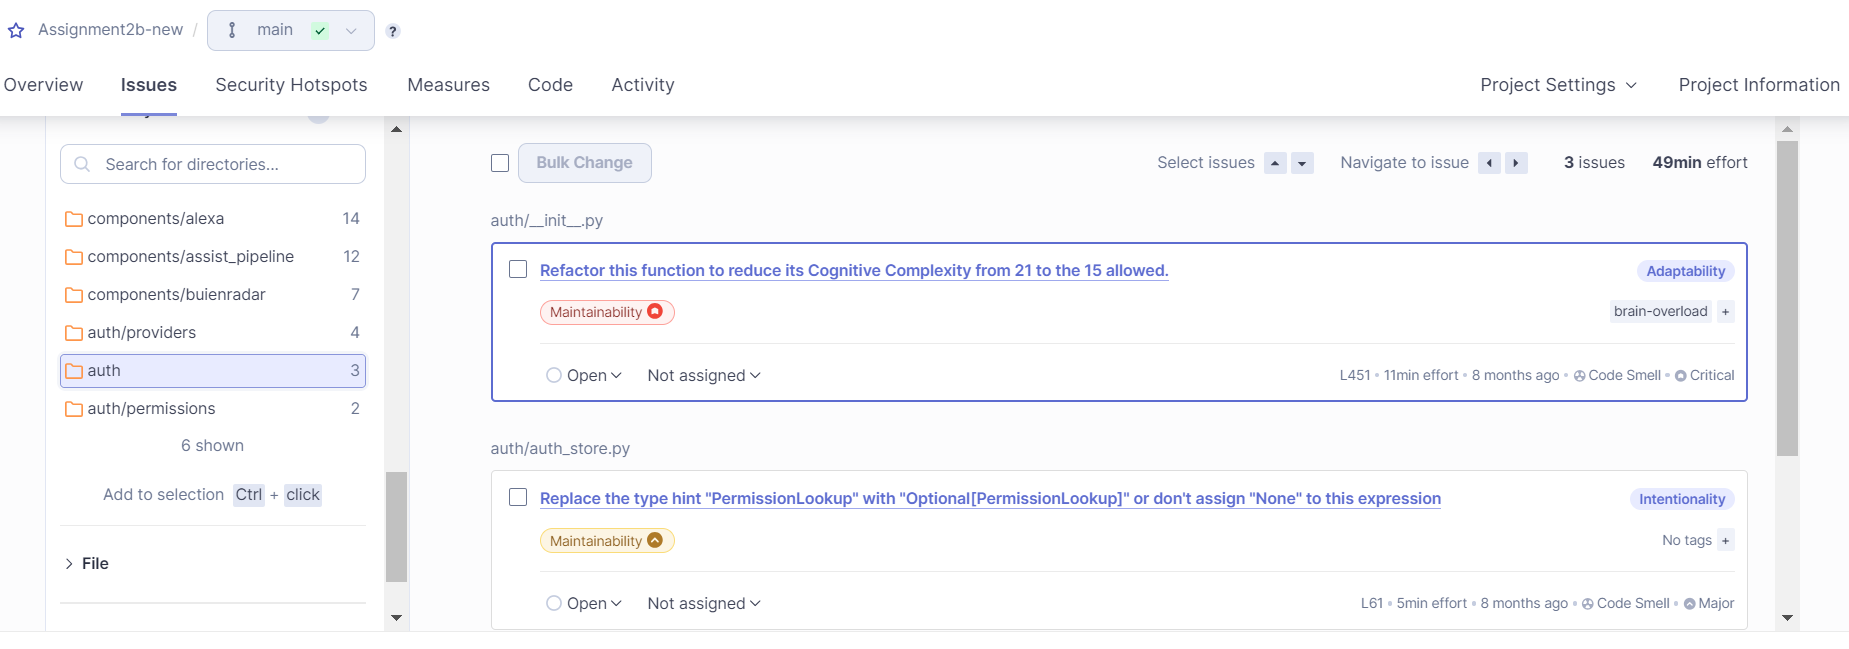 Assignment2b-new / main ?
Overview Issues Security Hotspots Measures Code Activity Project Settings Project Information
Search for directories...
components/alexa 14
components/assist_pipeline 12
components/buienradar 7
auth/providers 4
auth 3
auth/permissions 2
6 shown
Add to selection Ctrl + click
File
Bulk Change Select issues Navigate to issue 3 issues 49min effort
auth/__init__.py
Refactor this function to reduce its Cognitive Complexity from 21 to the 15 allowed. Adaptability
Maintainability brain-overload +
Open Not assigned L451 • 11min effort • 8 months ago • Code Smell • Critical
auth/auth_store.py
Replace the type hint "PermissionLookup" with "Optional[PermissionLookup]" or don't assign "None" to this expression Intentionality
Maintainability No tags +
Open Not assigned L61 • 5min effort • 8 months ago • Code Smell • Major